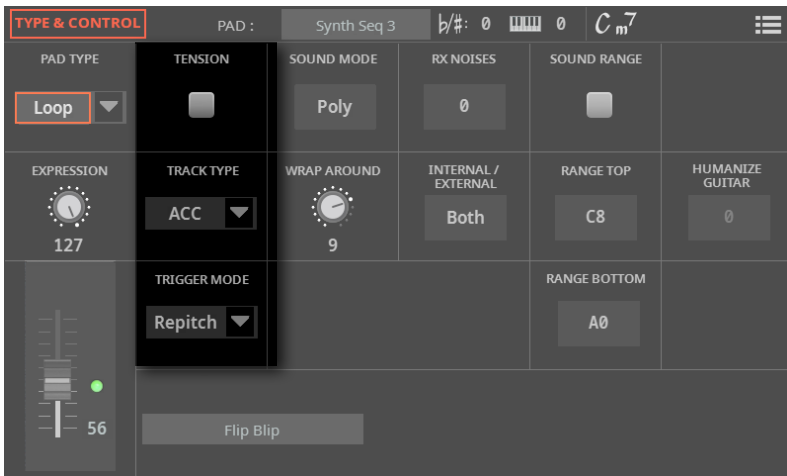 TYPE & CONTROL
PAD :
Synth Seq 3
♭/#: 0
0
Cm7
PAD TYPE
TENSION
SOUND MODE
RX NOISES
SOUND RANGE
Loop
Poly
0
EXPRESSION
TRACK TYPE
WRAP AROUND
INTERNAL /
EXTERNAL
RANGE TOP
HUMANIZE
GUITAR
127
ACC
9
Both
C8
0
TRIGGER MODE
RANGE BOTTOM
Repitch
A0
56
Flip Blip